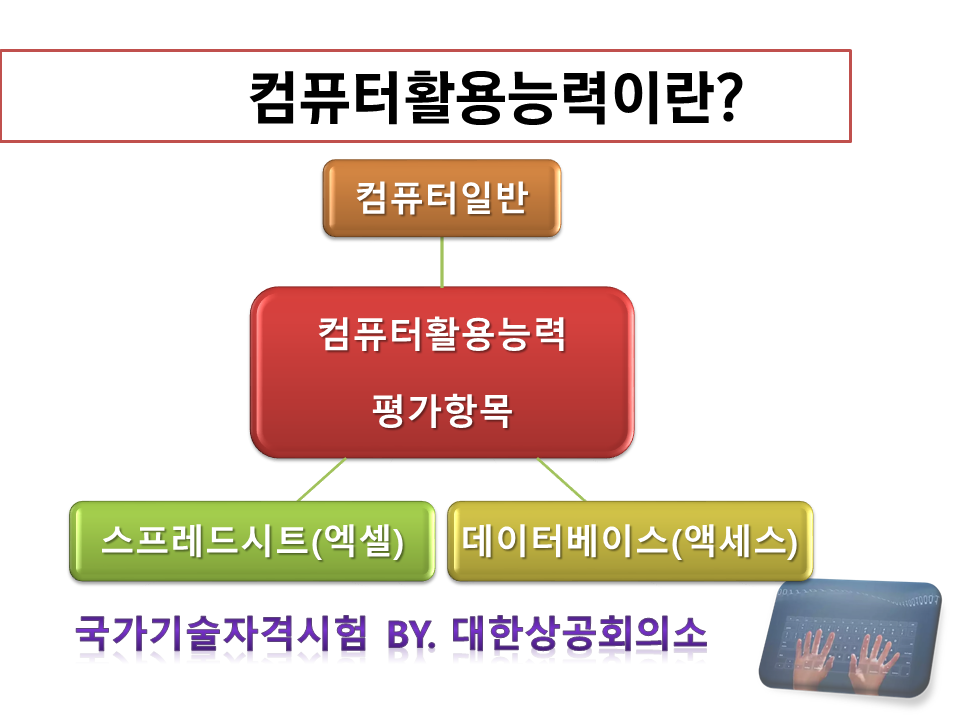 컴퓨터활용능력이란?
컴퓨터일반
컴퓨터활용능력
평가항목
스프레드시트(엑셀)
데이터베이스(액세스)
국가기술자격시험 BY. 대한상공회의소